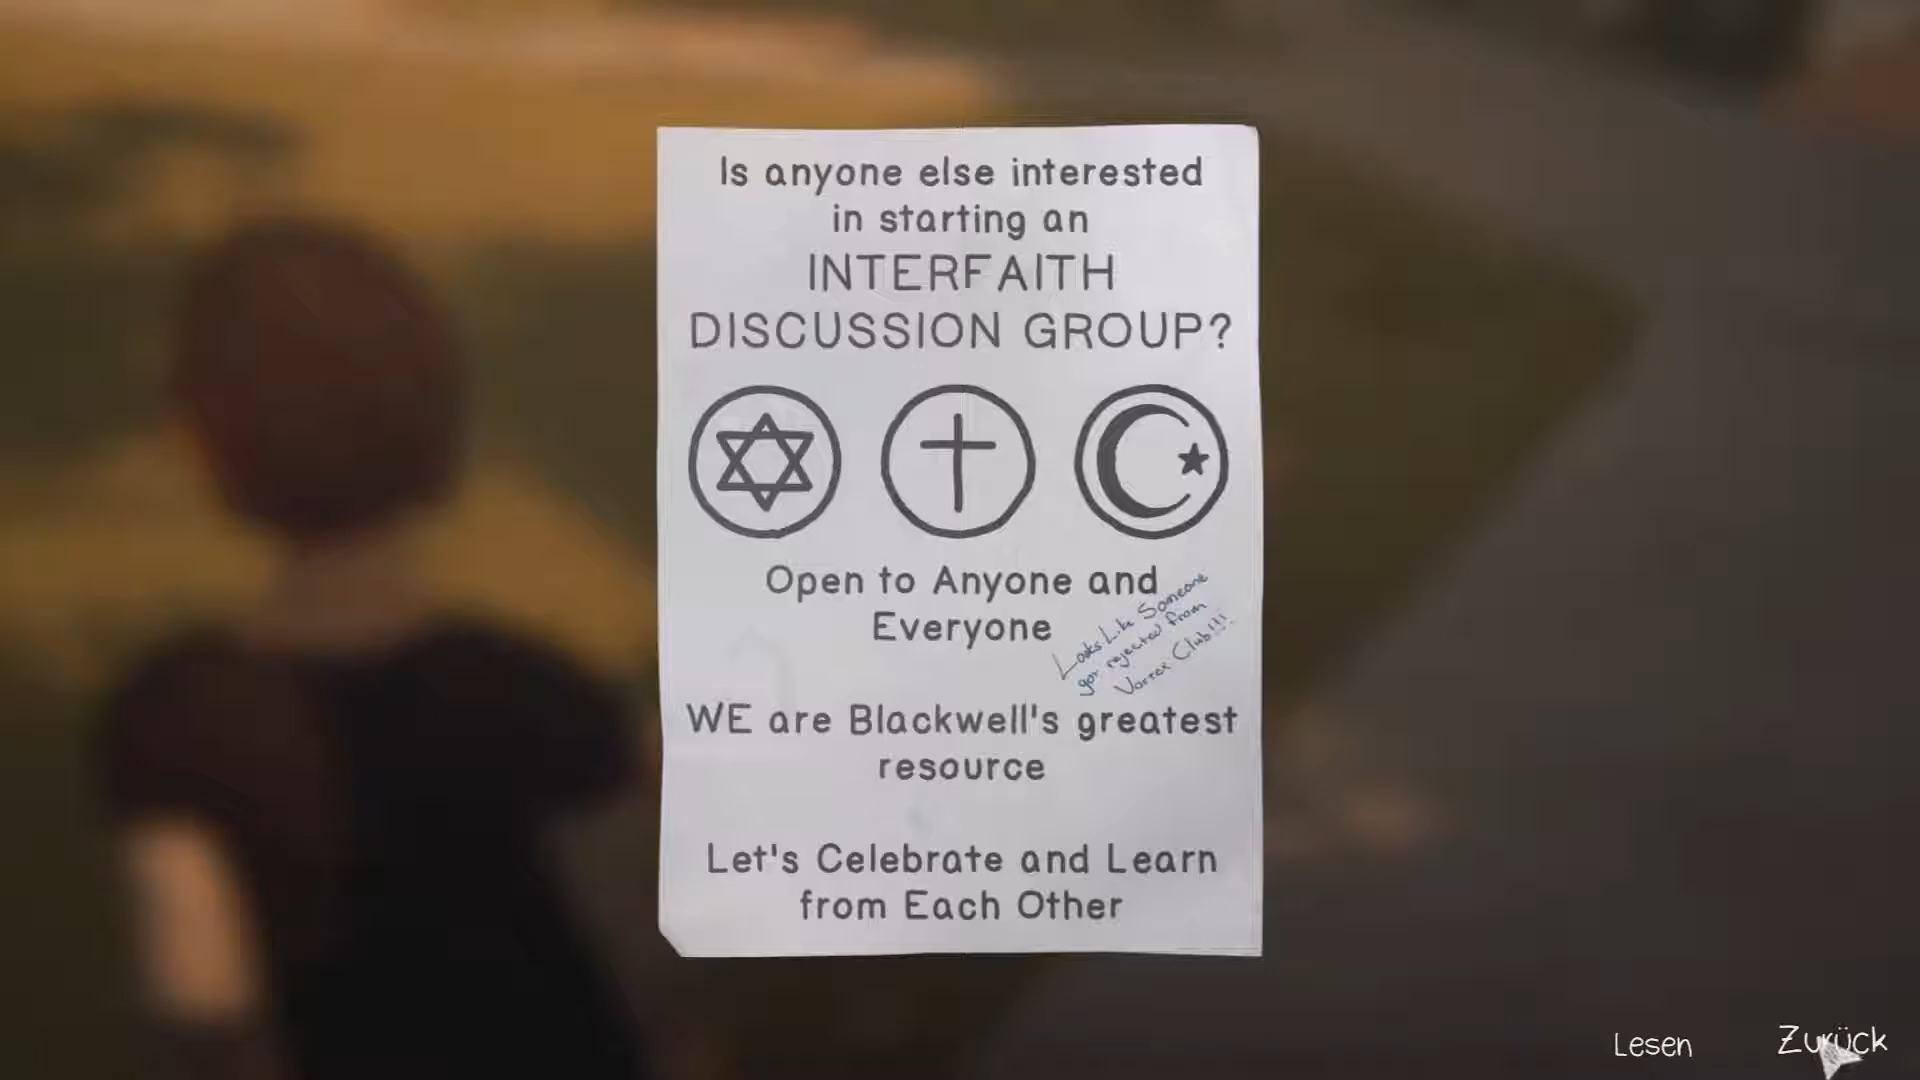 Is anyone else interested
in starting an
INTERFAITH
DISCUSSION GROUP?
Open to Anyone and
Everyone
Looks Like Someone
got rejected from
Vortex Club!!!
WE are Blackwell's greatest
resource
Let's Celebrate and Learn
from Each Other
Lesen
Zurück